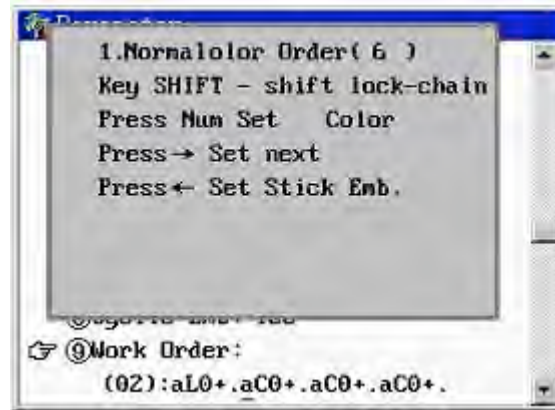 1.Normalolor Order( 6 )
Key SHIFT - shift lock-chain
Press Num Set Color
Press→ Set next
Press← Set Stick Emb.
⑨Work Order:
(02):aL0+.aC0+.aC0+.aC0+.